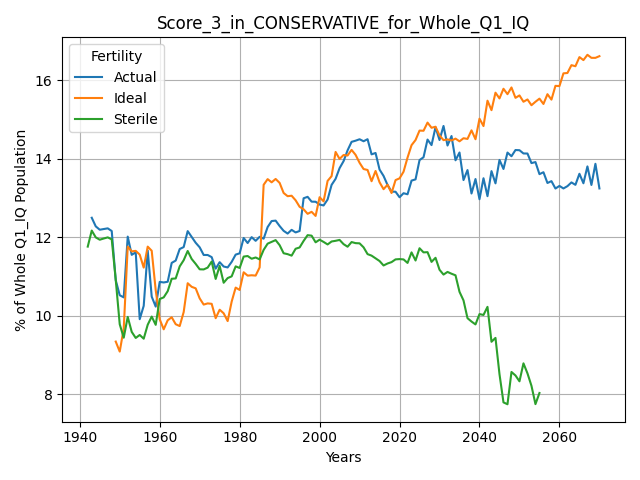 Score_3_in_CONSERVATIVE_for_Whole_Q1_IQ
Fertility
Actual
Ideal
Sterile
% of Whole Q1_IQ Population
16
14
12
10
8
1940 1960 1980 2000 2020 2040 2060
Years